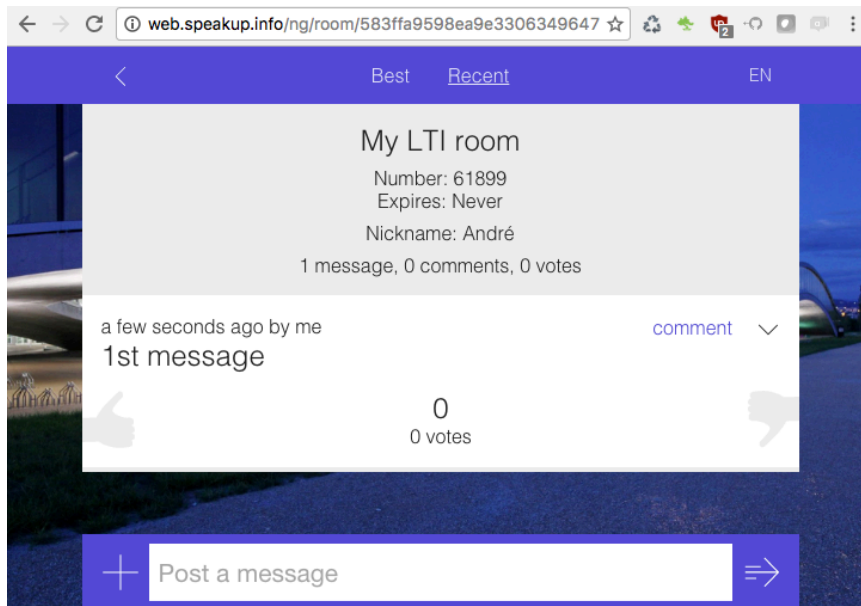 web.speakup.info/ng/room/583ffa9598ea9e3306349647
2
Best Recent EN
My LTI room
Number: 61899
Expires: Never
Nickname: André
1 message, 0 comments, 0 votes
a few seconds ago by me comment
1st message
0
0 votes
Post a message